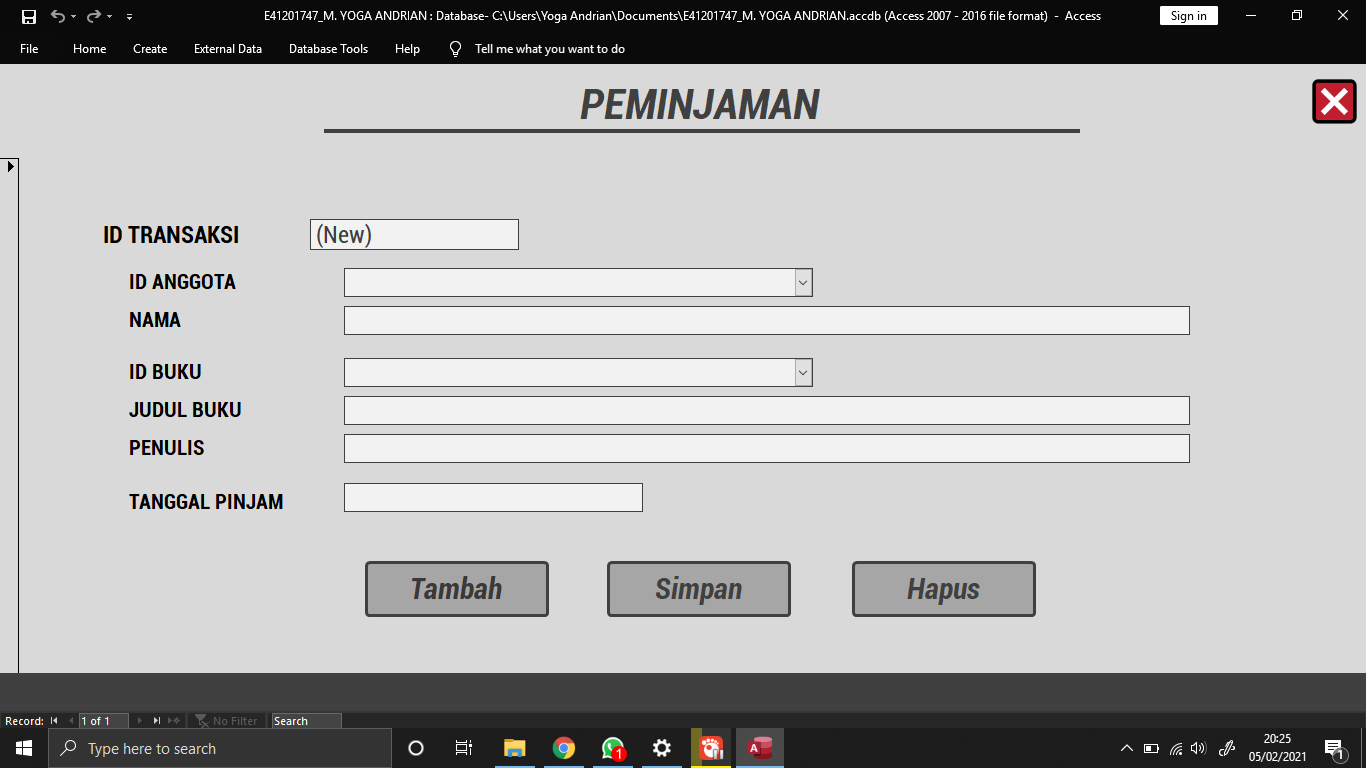 E41201747_M. YOGA ANDRIAN : Database- C:\Users\Yoga Andrian\Documents\E41201747_M. YOGA ANDRIAN.accdb (Access 2007 - 2016 file format) - Access
Sign in
File Home Create External Data Database Tools Help Tell me what you want to do
PEMINJAMAN
ID TRANSAKSI (New)
ID ANGGOTA
NAMA
ID BUKU
JUDUL BUKU
PENULIS
TANGGAL PINJAM
Tambah Simpan Hapus
Record: 1 of 1 No Filter Search
Type here to search
1
A
20:25
05/02/2021
1